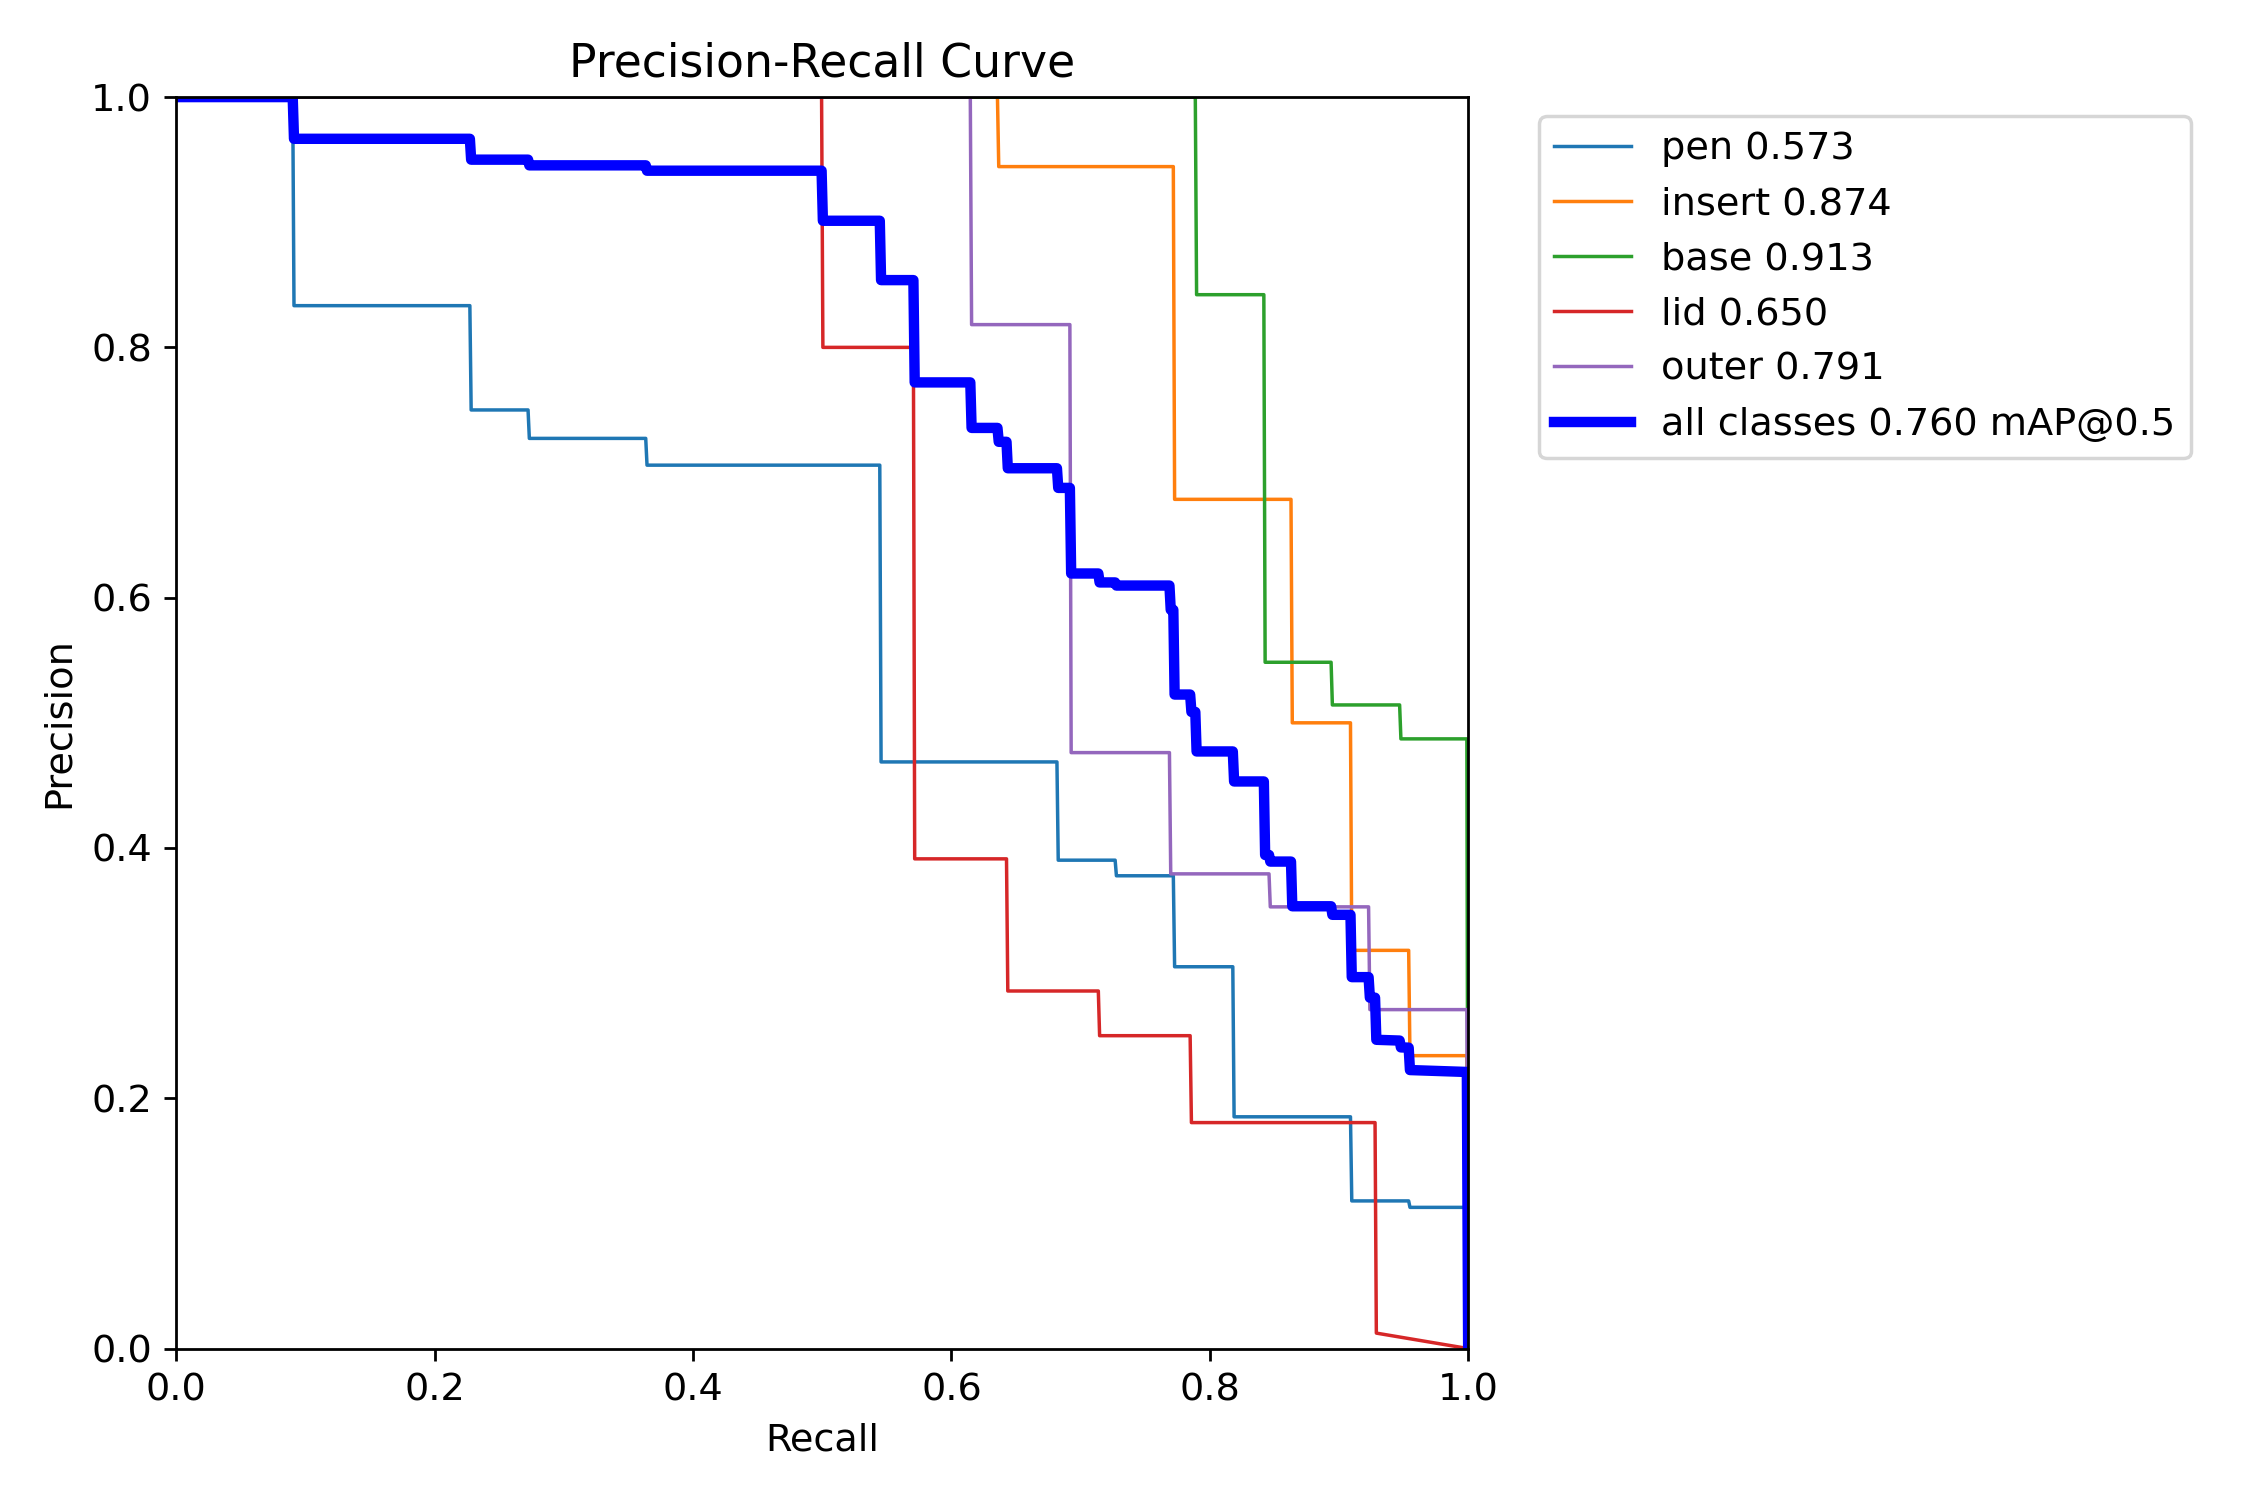 Precision-Recall Curve
1.0
0.8
0.6
0.4
0.2
0.0
Precision
0.0 0.2 0.4 0.6 0.8 1.0
Recall
pen 0.573
insert 0.874
base 0.913
lid 0.650
outer 0.791
all classes 0.760 mAP@0.5